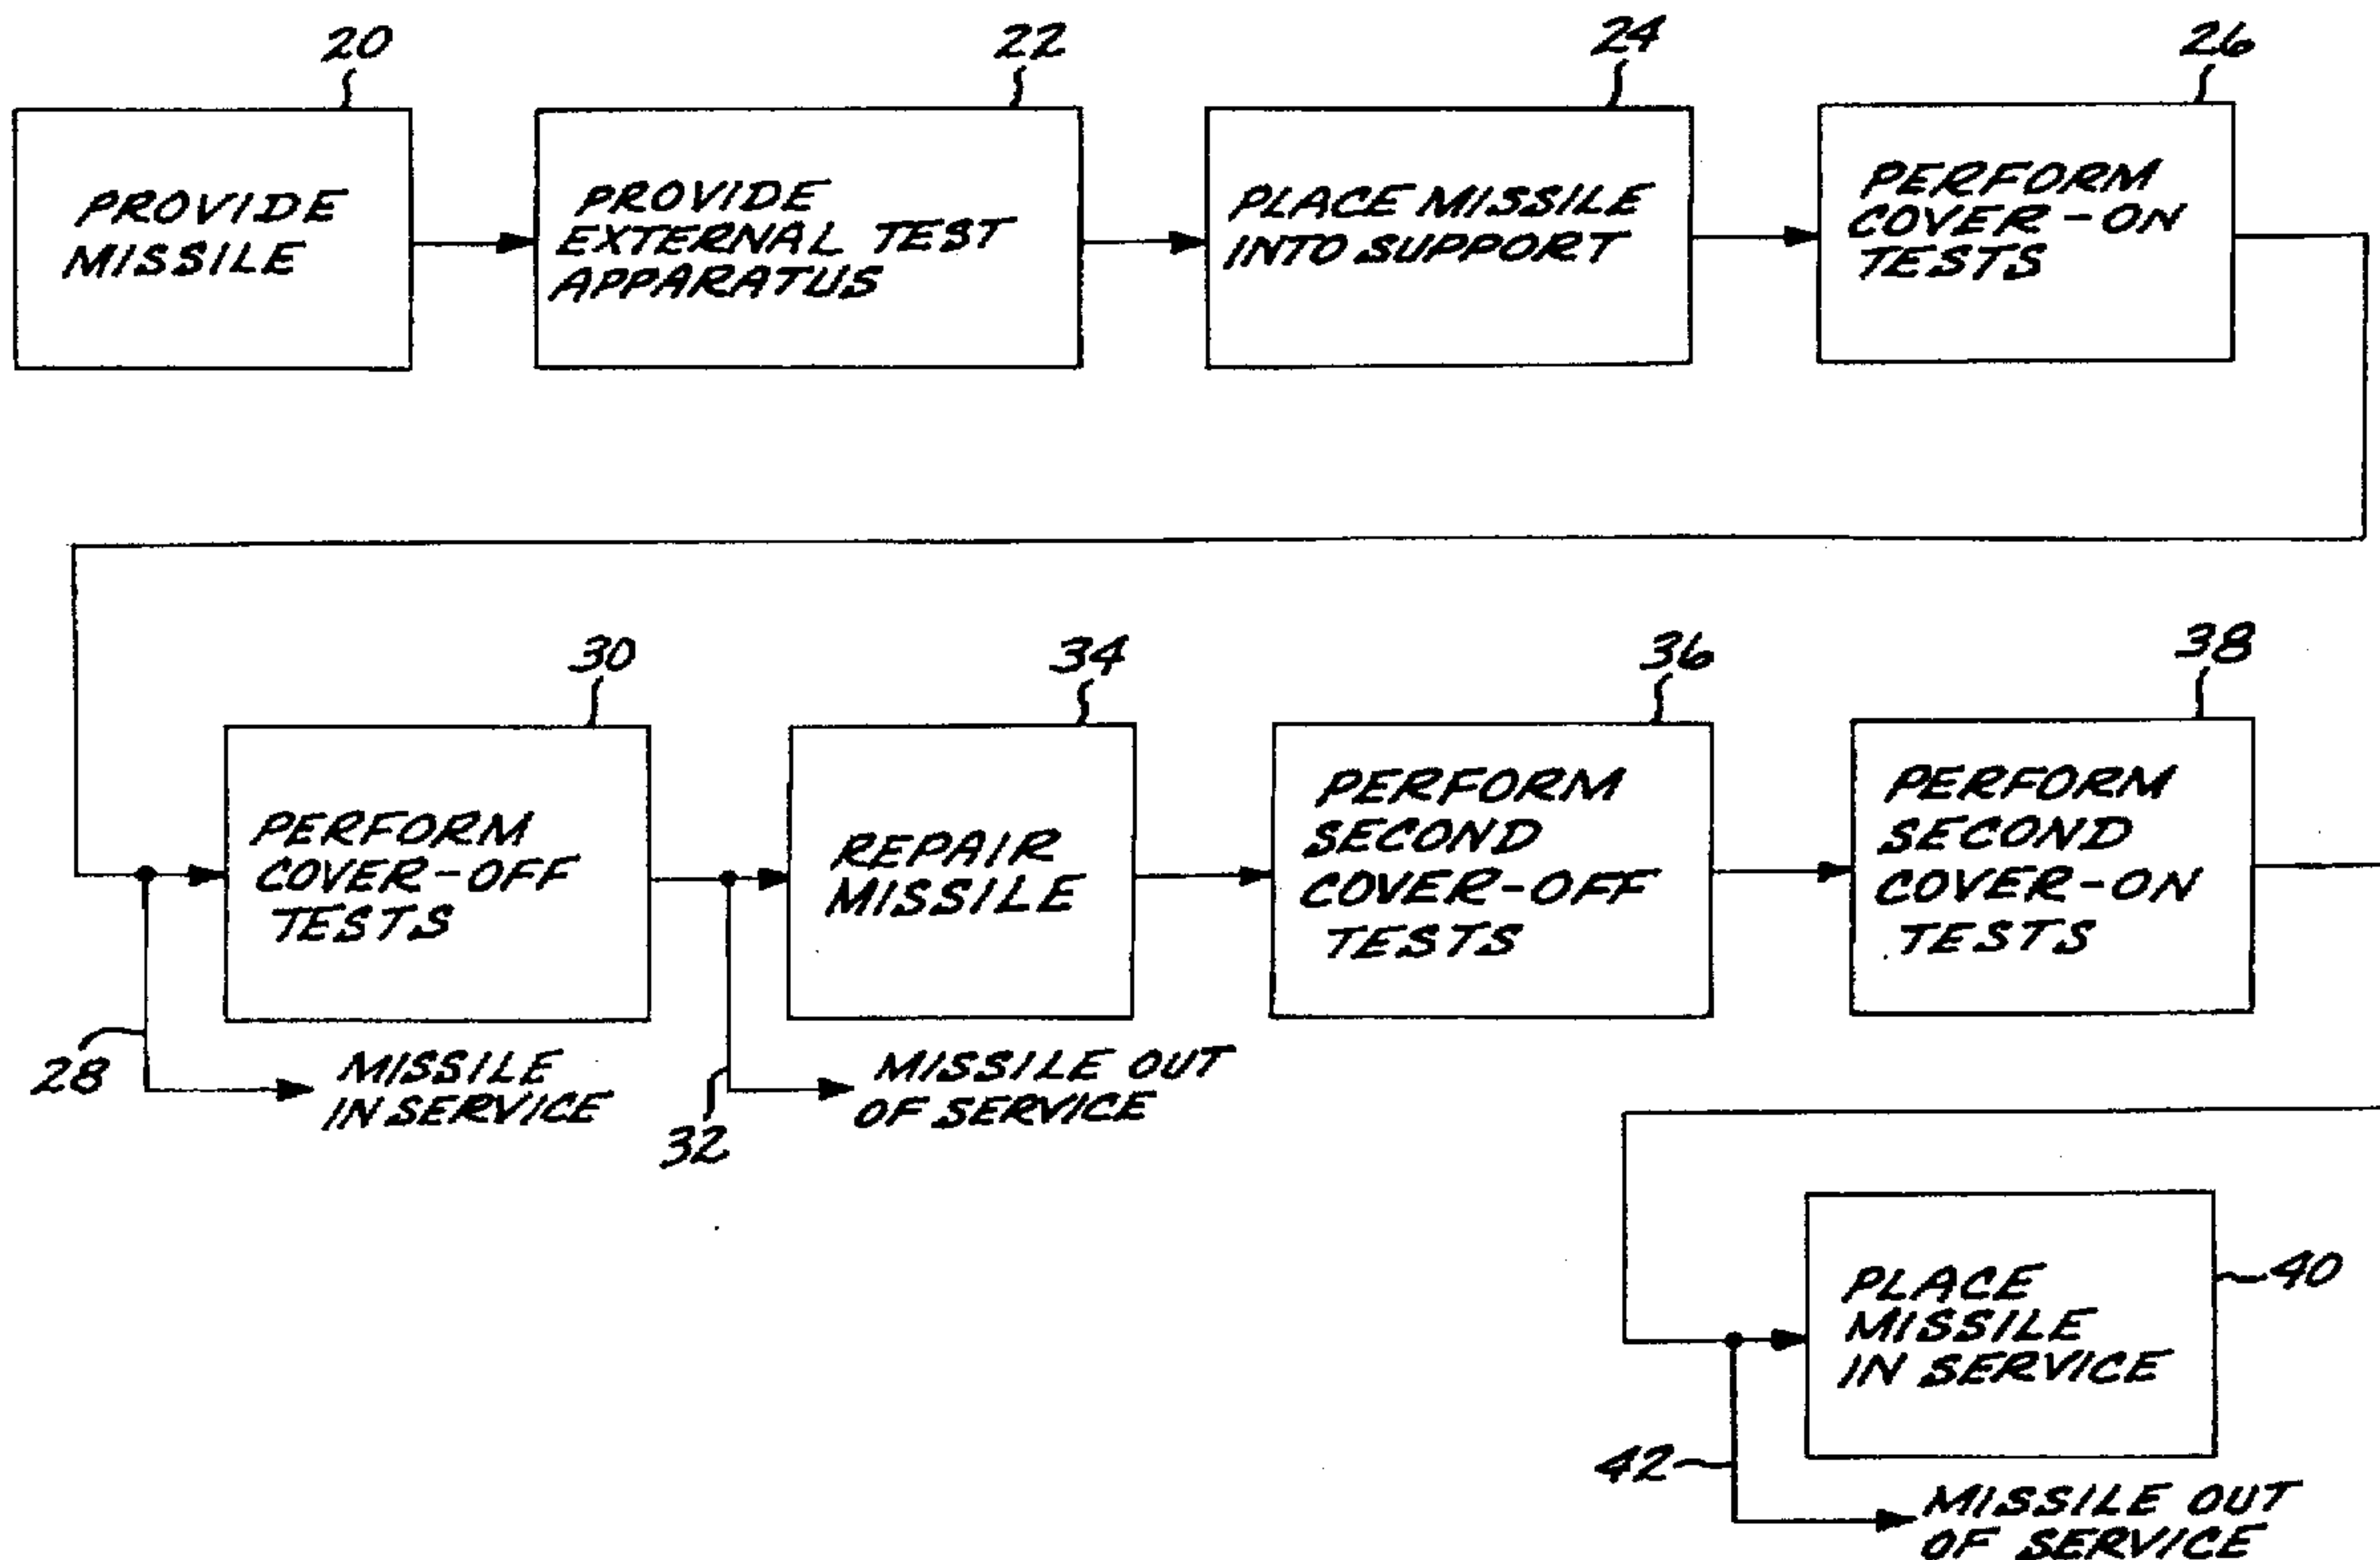 20
22
24
26
PROVIDE
MISSILE
PROVIDE
EXTERNAL TEST
APPARATUS
PLACE MISSILE
INTO SUPPORT
PERFORM
COVER-ON
TESTS
30
34
36
38
PERFORM
COVER-OFF
TESTS
REPAIR
MISSILE
PERFORM
SECOND
COVER-OFF
TESTS
PERFORM
SECOND
COVER-ON
TESTS
28
MISSILE
IN SERVICE
32
MISSILE OUT
OF SERVICE
PLACE
MISSILE
IN SERVICE
40
42
MISSILE OUT
OF SERVICE